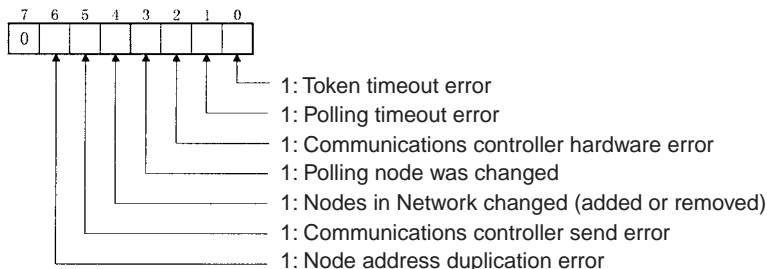 7 6 5 4 3 2 1 0
0
1: Token timeout error
1: Polling timeout error
1: Communications controller hardware error
1: Polling node was changed
1: Nodes in Network changed (added or removed)
1: Communications controller send error
1: Node address duplication error